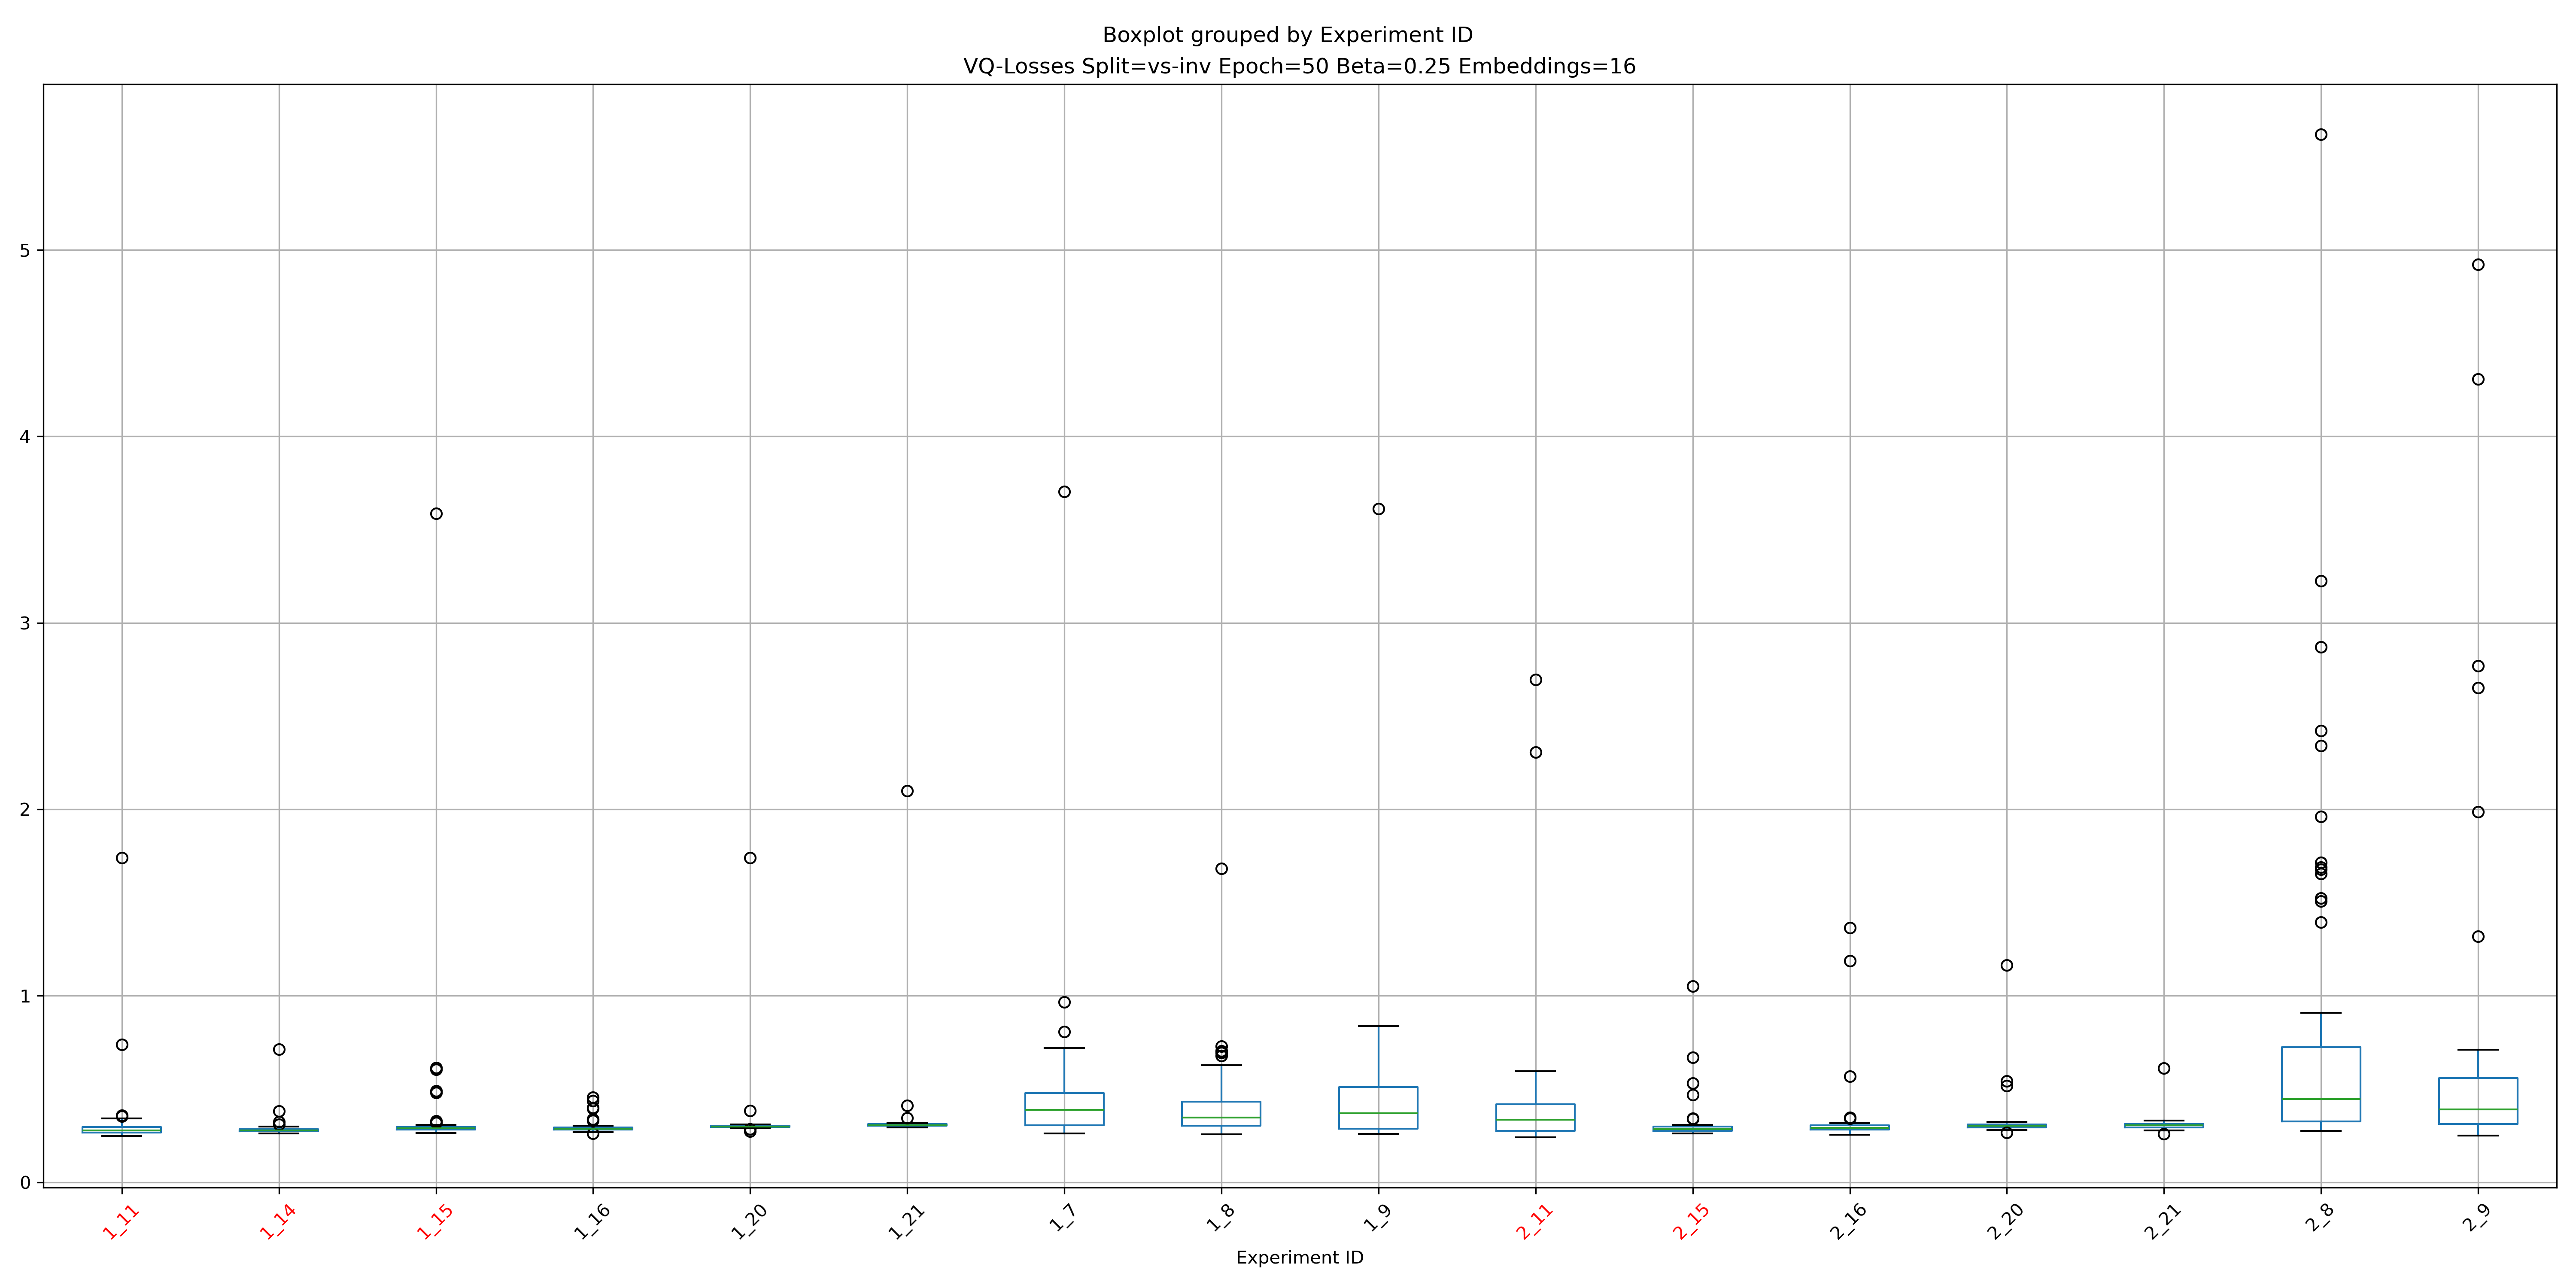 Boxplot grouped by Experiment ID
VQ-Losses Split=vs-inv Epoch=50 Beta=0.25 Embeddings=16
5
4
3
2
1
0
1_11 1_14 1_15 1_16 1_20 1_21 1_7 1_8 1_9 2_11 2_15 2_16 2_20 2_21 2_8 2_9
Experiment ID